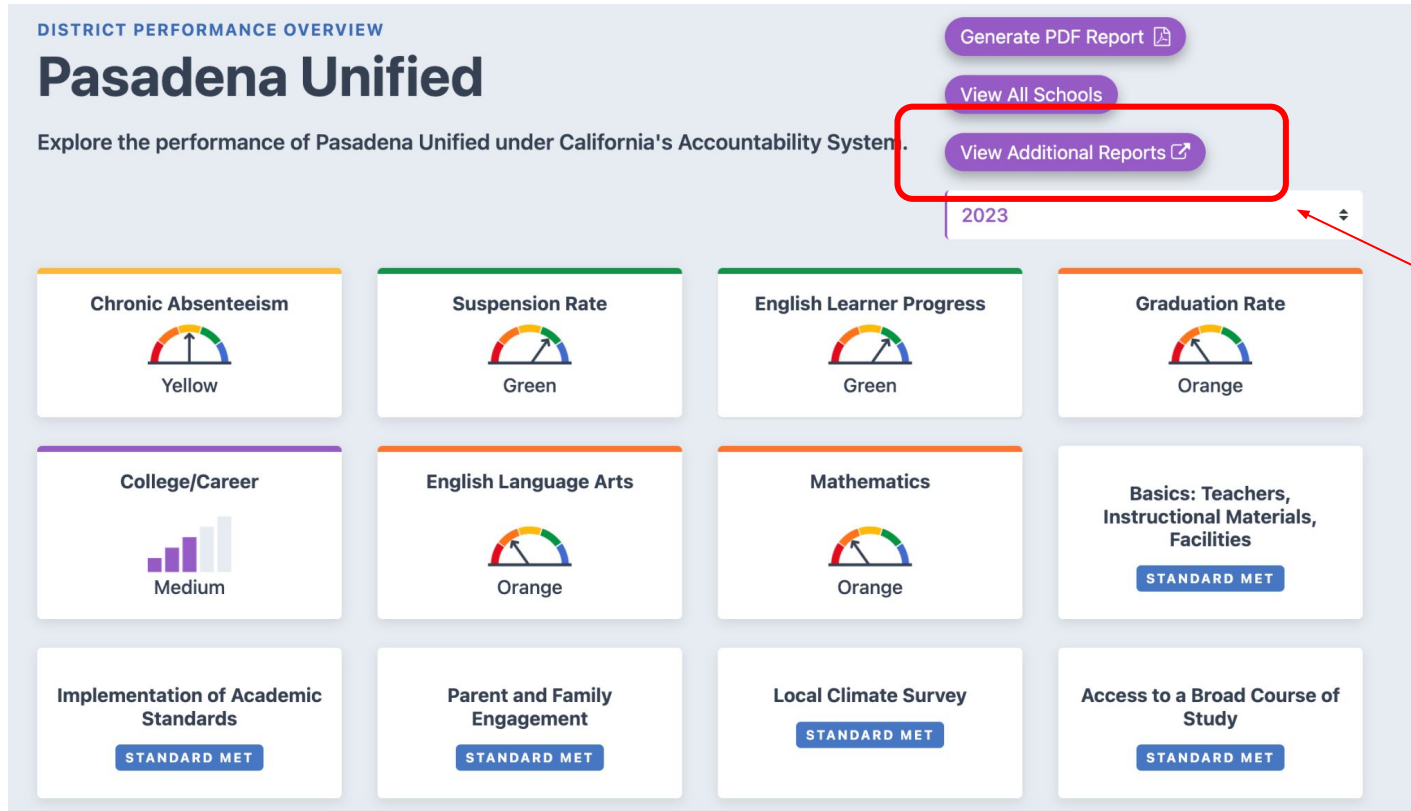 DISTRICT PERFORMANCE OVERVIEW
Pasadena Unified
Explore the performance of Pasadena Unified under California's Accountability System.
Generate PDF Report
View All Schools
View Additional Reports
2023
Chronic Absenteeism
Yellow
Suspension Rate
Green
English Learner Progress
Green
Graduation Rate
Orange
College/Career
Medium
English Language Arts
Orange
Mathematics
Orange
Basics: Teachers,
Instructional Materials,
Facilities
STANDARD MET
Implementation of Academic
Standards
STANDARD MET
Parent and Family
Engagement
STANDARD MET
Local Climate Survey
STANDARD MET
Access to a Broad Course of
Study
STANDARD MET